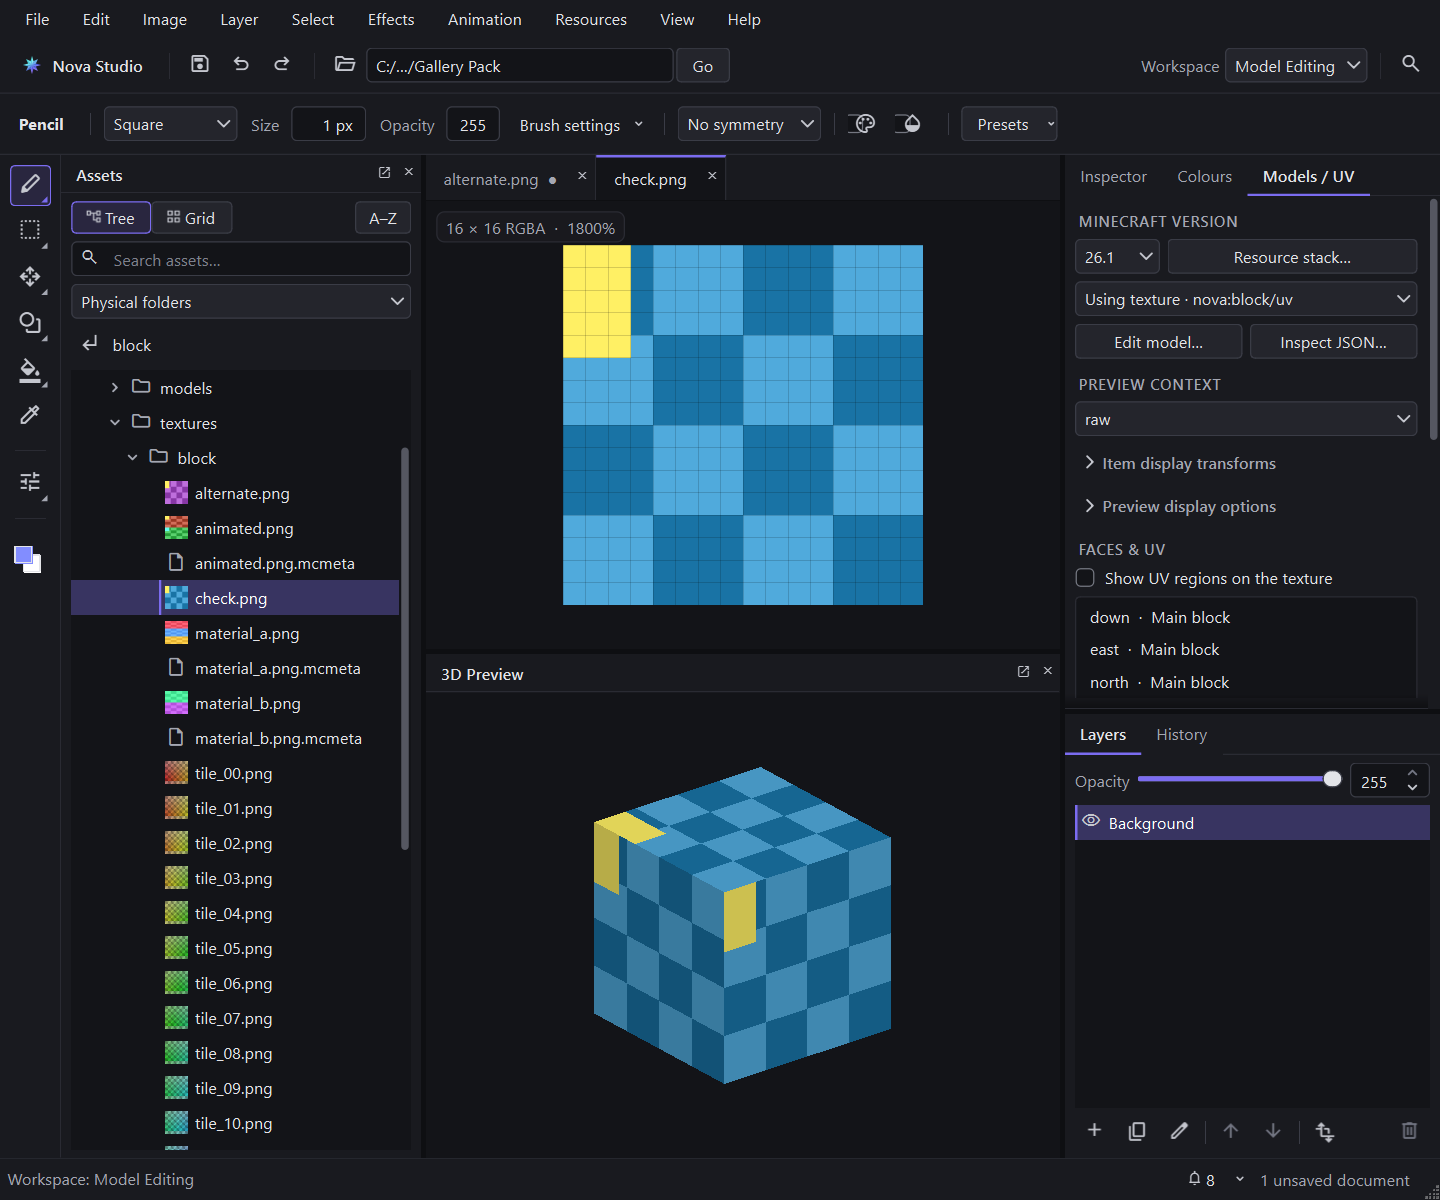 File Edit Image Layer Select Effects Animation Resources View Help
Nova Studio C:/.../Gallery Pack Go Workspace Model Editing
Pencil Square Size 1 px Opacity 255 Brush settings No symmetry Presets
Assets
Tree Grid A–Z
Search assets...
Physical folders
block
models
textures
block
alternate.png
animated.png
animated.png.mcmeta
check.png
material_a.png
material_a.png.mcmeta
material_b.png
material_b.png.mcmeta
tile_00.png
tile_01.png
tile_02.png
tile_03.png
tile_04.png
tile_05.png
tile_06.png
tile_07.png
tile_08.png
tile_09.png
tile_10.png
alternate.png check.png
16 × 16 RGBA · 1800%
3D Preview
Inspector Colours Models / UV
MINECRAFT VERSION
26.1 Resource stack...
Using texture · nova:block/uv
Edit model... Inspect JSON...
PREVIEW CONTEXT
raw
Item display transforms
Preview display options
FACES & UV
Show UV regions on the texture
down · Main block
east · Main block
north · Main block
Layers History
Opacity 255
Background
Workspace: Model Editing 8 1 unsaved document